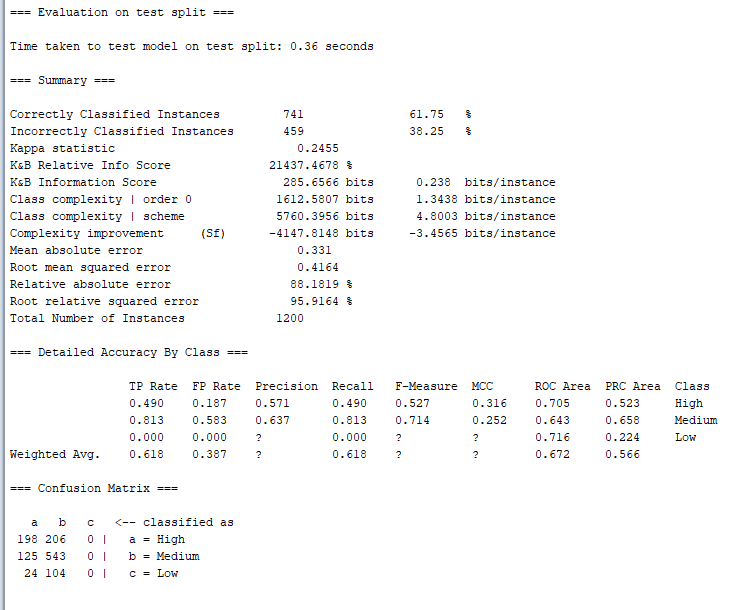 === Evaluation on test split ===
Time taken to test model on test split: 0.36 seconds
=== Summary ===
Correctly Classified Instances 741 61.75 %
Incorrectly Classified Instances 459 38.25 %
Kappa statistic 0.2455
K&B Relative Info Score 21437.4678 %
K&B Information Score 285.6566 bits 0.238 bits/instance
Class complexity | order 0 1612.5807 bits 1.3438 bits/instance
Class complexity | scheme 5760.3956 bits 4.8003 bits/instance
Complexity improvement (Sf) -4147.8148 bits -3.4565 bits/instance
Mean absolute error 0.331
Root mean squared error 0.4164
Relative absolute error 88.1819 %
Root relative squared error 95.9164 %
Total Number of Instances 1200
=== Detailed Accuracy By Class ===
TP Rate FP Rate Precision Recall F-Measure MCC ROC Area PRC Area Class
0.490 0.187 0.571 0.490 0.527 0.316 0.705 0.523 High
0.813 0.583 0.637 0.813 0.714 0.252 0.643 0.658 Medium
0.000 0.000 ? 0.000 ? ? 0.716 0.224 Low
Weighted Avg. 0.618 0.387 ? 0.618 ? ? 0.672 0.566
=== Confusion Matrix ===
a b c <-- classified as
198 206 0 | a = High
125 543 0 | b = Medium
24 104 0 | c = Low